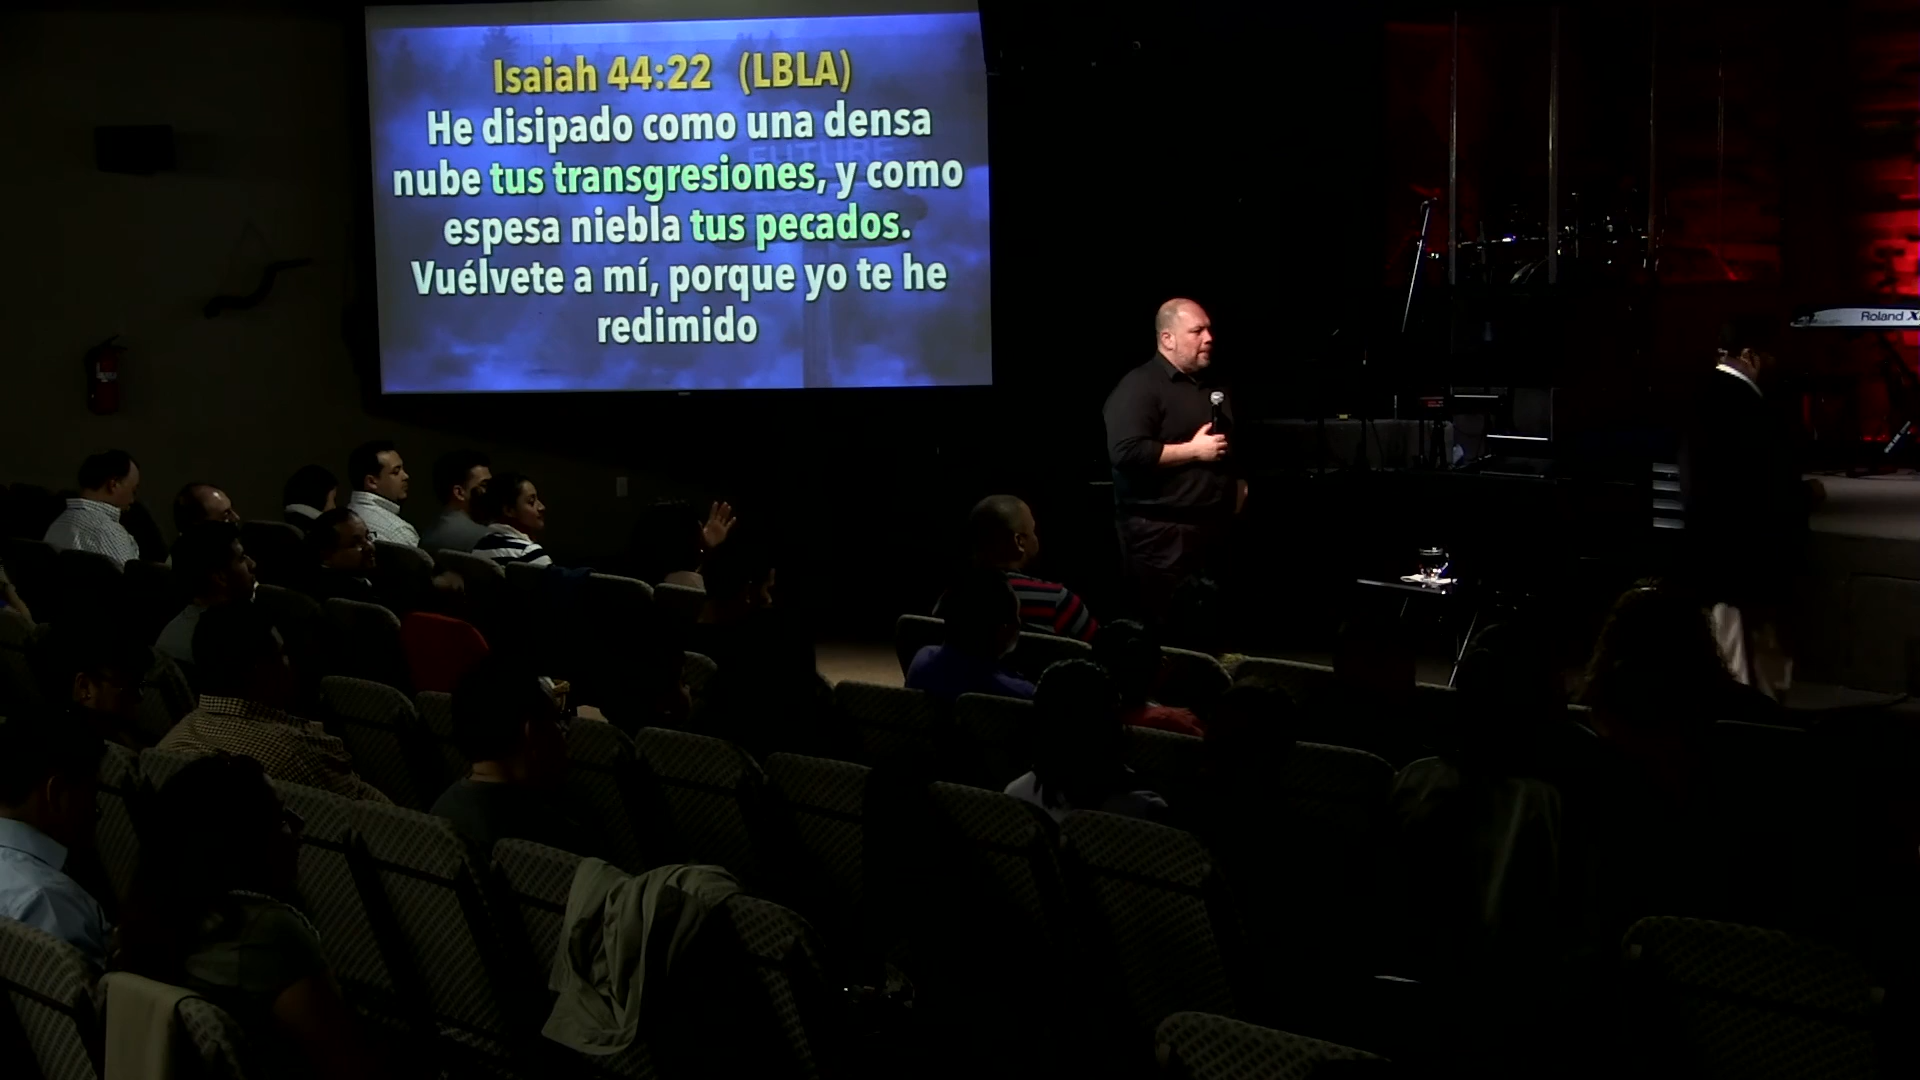 Isaiah 44:22 (LBLA)
He disipado como una densa
nube tus transgresiones, y como
espesa niebla tus pecados.
Vuélvete a mí, porque yo te he
redimido
FUTURE
Roland